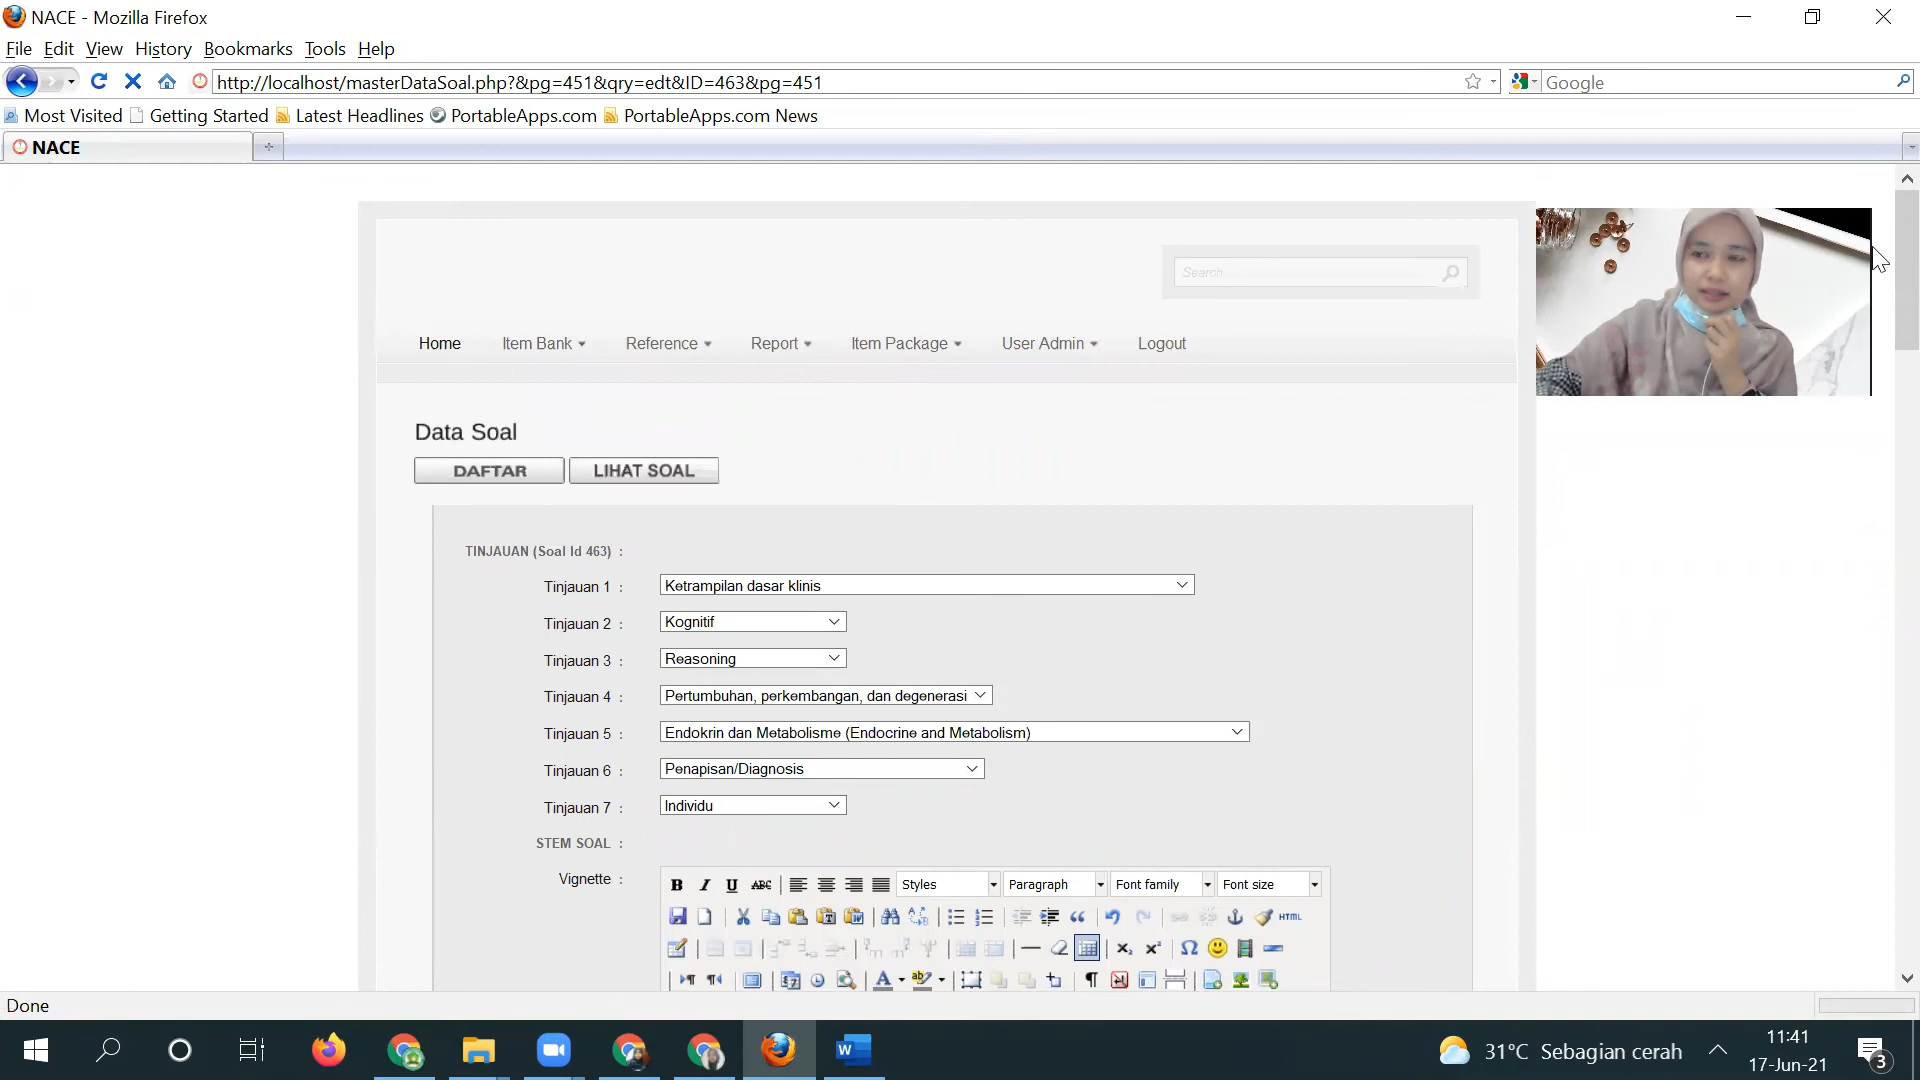 NACE - Mozilla Firefox
File Edit View History Bookmarks Tools Help
http://localhost/masterDataSoal.php?&pg=451&qry=edt&ID=463&pg=451
Google
Most Visited Getting Started Latest Headlines PortableApps.com PortableApps.com News
NACE
Search...
Home Item Bank Reference Report Item Package User Admin Logout
Data Soal
DAFTAR LIHAT SOAL
TINJAUAN (Soal Id 463) :
Tinjauan 1 : Ketrampilan dasar klinis
Tinjauan 2 : Kognitif
Tinjauan 3 : Reasoning
Tinjauan 4 : Pertumbuhan, perkembangan, dan degenerasi
Tinjauan 5 : Endokrin dan Metabolisme (Endocrine and Metabolism)
Tinjauan 6 : Penapisan/Diagnosis
Tinjauan 7 : Individu
STEM SOAL :
Vignette :
B I U ABC Styles Paragraph Font family Font size
HTML
Done
31°C Sebagian cerah
11:41
17-Jun-21
3